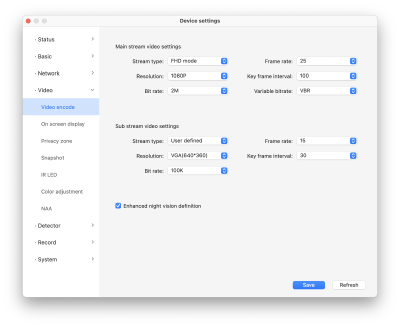 Device settings
Status
Basic
Network
Video
Video encode
On screen display
Privacy zone
Snapshot
IR LED
Color adjustment
NAA
Detector
Record
System
Main stream video settings
Stream type: FHD mode Frame rate: 25
Resolution: 1080P Key frame interval: 100
Bit rate: 2M Variable bitrate: VBR
Sub stream video settings
Stream type: User defined Frame rate: 15
Resolution: VGA(640*360) Key frame interval: 30
Bit rate: 100K
Enhanced night vision definition
Save Refresh